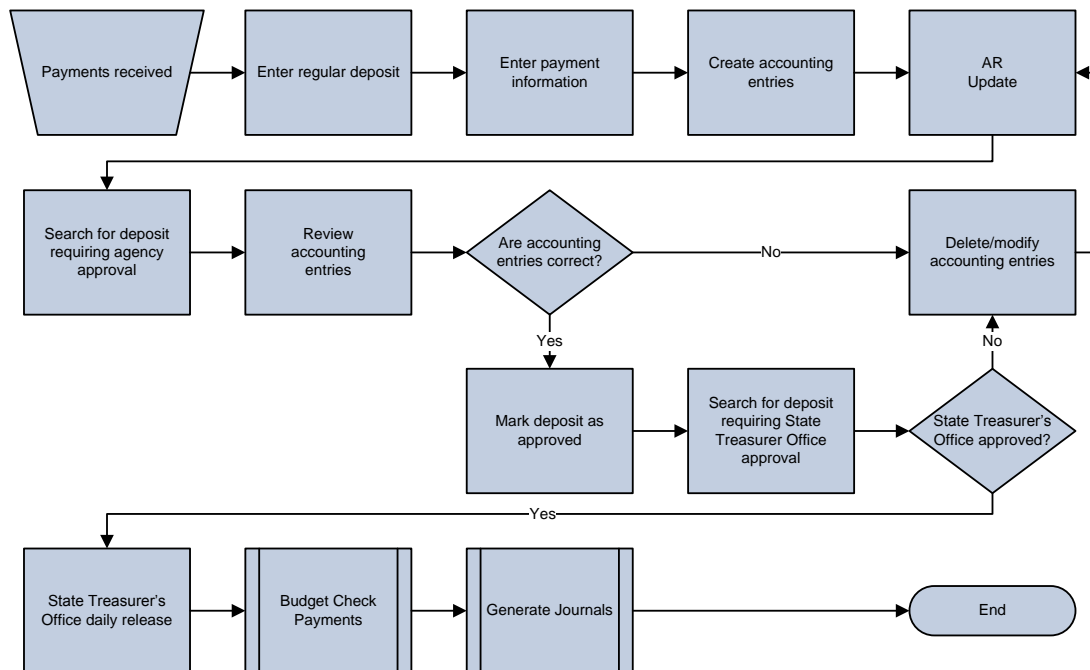 Payments received
Enter regular deposit
Enter payment
information
Create accounting
entries
AR
Update
Search for deposit
requiring agency
approval
Review
accounting
entries
Are accounting
entries correct?
No
Delete/modify
accounting entries
Yes
No
Mark deposit as
approved
Search for deposit
requiring State
Treasurer Office
approval
State Treasurer's
Office approved?
Yes
State Treasurer's
Office daily release
Budget Check
Payments
Generate Journals
End